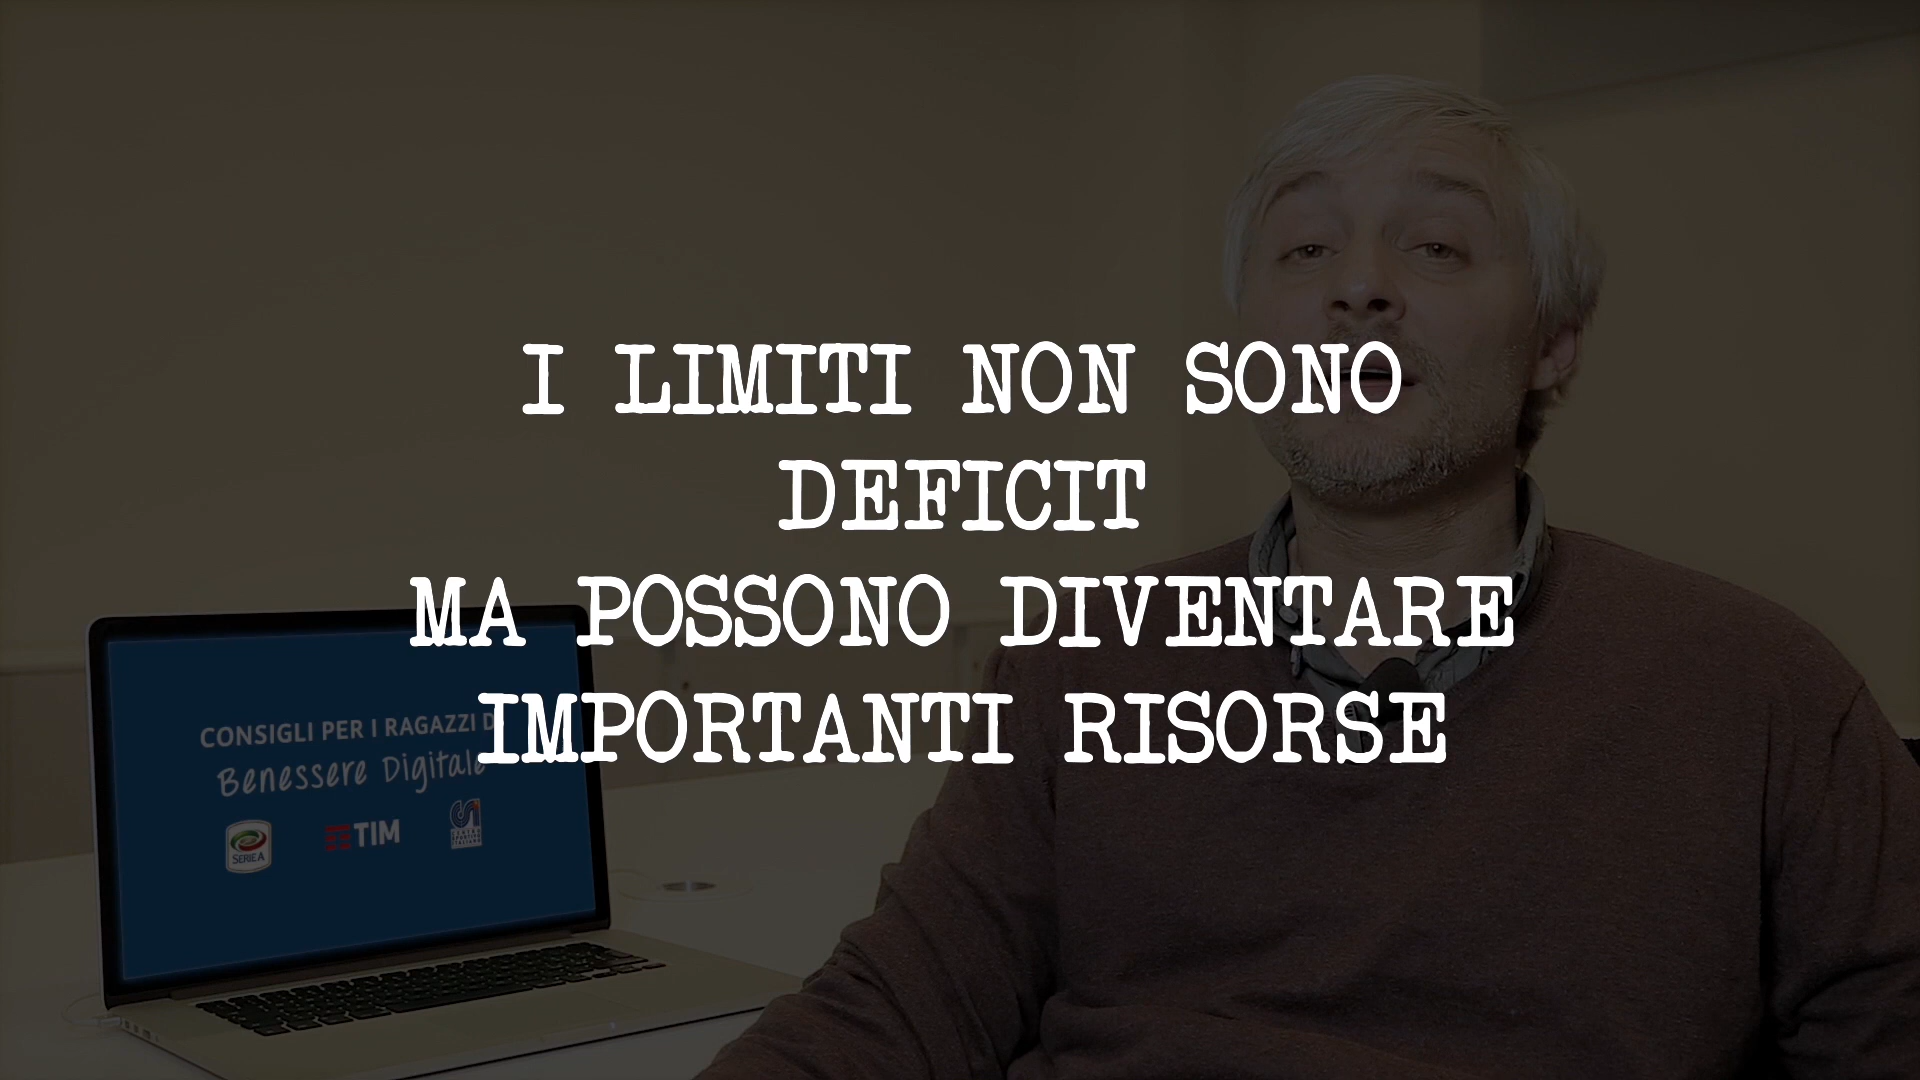 I LIMITI NON SONO
DEFICIT
MA POSSONO DIVENTARE
IMPORTANTI RISORSE
CONSIGLI PER I RAGAZZI
Benessere Digitale
SERIE A
TIM